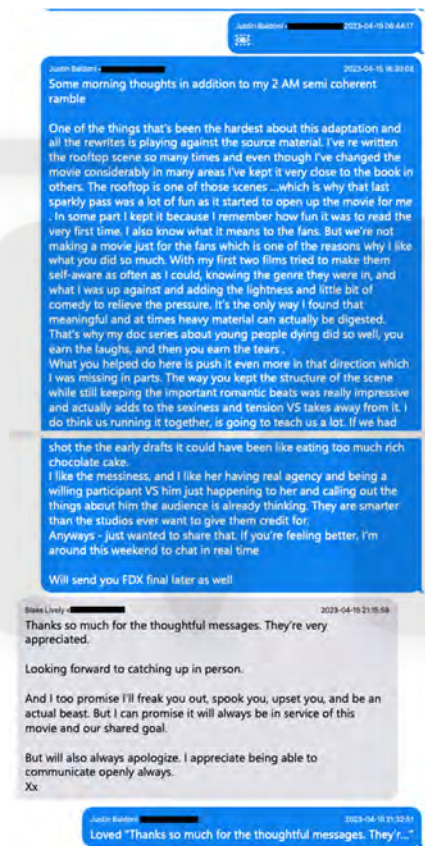 Justin Baldoni < 2023-04-15 06:44:17
Justin Baldoni < 2023-04-15 16:30:08
Some morning thoughts in addition to my 2 AM semi coherent
ramble
One of the things that's been the hardest about this adaptation and
all the rewrites is playing against the source material. I've re written
the rooftop scene so many times and even though I've changed the
movie considerably in many areas I've kept it very close to the book in
others. The rooftop is one of those scenes ...which is why that last
sparkly pass was a lot of fun as it started to open up the movie for me
. In some part I kept it because I remember how fun it was to read the
very first time. I also know what it means to the fans. But we're not
making a movie just for the fans which is one of the reasons why I like
what you did so much. With my first two films tried to make them
self-aware as often as I could, knowing the genre they were in, and
what I was up against and adding the lightness and little bit of
comedy to relieve the pressure. It's the only way I found that
meaningful and at times heavy material can actually be digested.
That's why my doc series about young people dying did so well, you
earn the laughs, and then you earn the tears .
What you helped do here is push it even more in that direction which
I was missing in parts. The way you kept the structure of the scene
while still keeping the important romantic beats was really impressive
and actually adds to the sexiness and tension VS takes away from it. I
do think us running it together, is going to teach us a lot. If we had
shot the the early drafts it could have been like eating too much rich
chocolate cake.
I like the messiness, and I like her having real agency and being a
willing participant VS him just happening to her and calling out the
things about him the audience is already thinking. They are smarter
than the studios ever want to give them credit for.
Anyways - just wanted to share that. If you're feeling better, I'm
around this weekend to chat in real time
Will send you FDX final later as well
Blake Lively < 2023-04-15 21:15:58
Thanks so much for the thoughtful messages. They're very
appreciated.
Looking forward to catching up in person.
And I too promise I'll freak you out, spook you, upset you, and be an
actual beast. But I can promise it will always be in service of this
movie and our shared goal.
But will also always apologize. I appreciate being able to
communicate openly always.
Xx
Justin Baldoni 2023-04-15 21:32:51
Loved "Thanks so much for the thoughtful messages. They'r..."